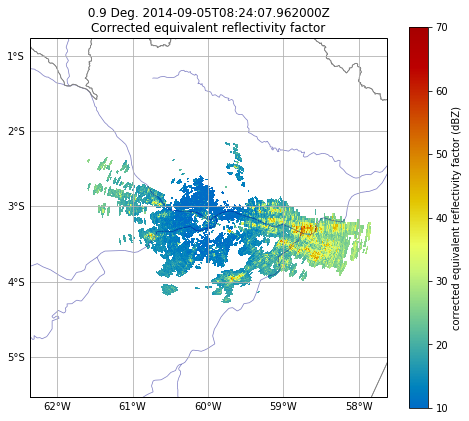 0.9 Deg. 2014-09-05T08:24:07.962000Z
Corrected equivalent reflectivity factor
1°S
2°S
3°S
4°S
5°S
62°W
61°W
60°W
59°W
58°W
70
60
50
40
30
20
10
corrected equivalent reflectivity factor (dBZ)